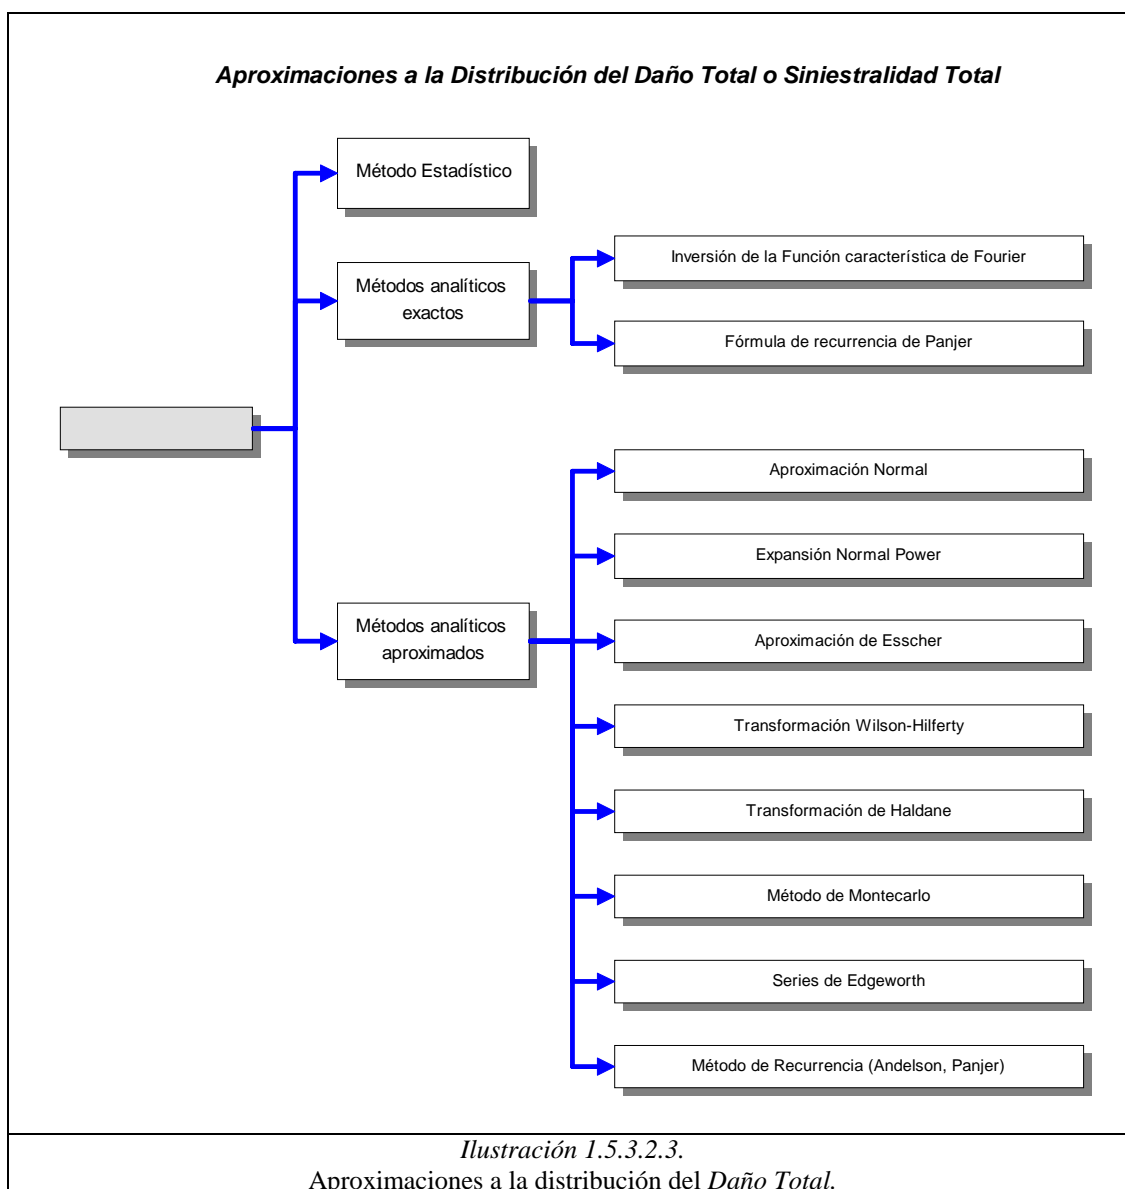 Aproximaciones a la Distribución del Daño Total o Siniestralidad Total
Método Estadístico
Métodos analíticos
exactos
Inversión de la Función característica de Fourier
Fórmula de recurrencia de Panjer
Métodos analíticos
aproximados
Aproximación Normal
Expansión Normal Power
Aproximación de Esscher
Transformación Wilson-Hilferty
Transformación de Haldane
Método de Montecarlo
Series de Edgeworth
Método de Recurrencia (Andelson, Panjer)
Ilustración 1.5.3.2.3.
Aproximaciones a la distribución del Daño Total.